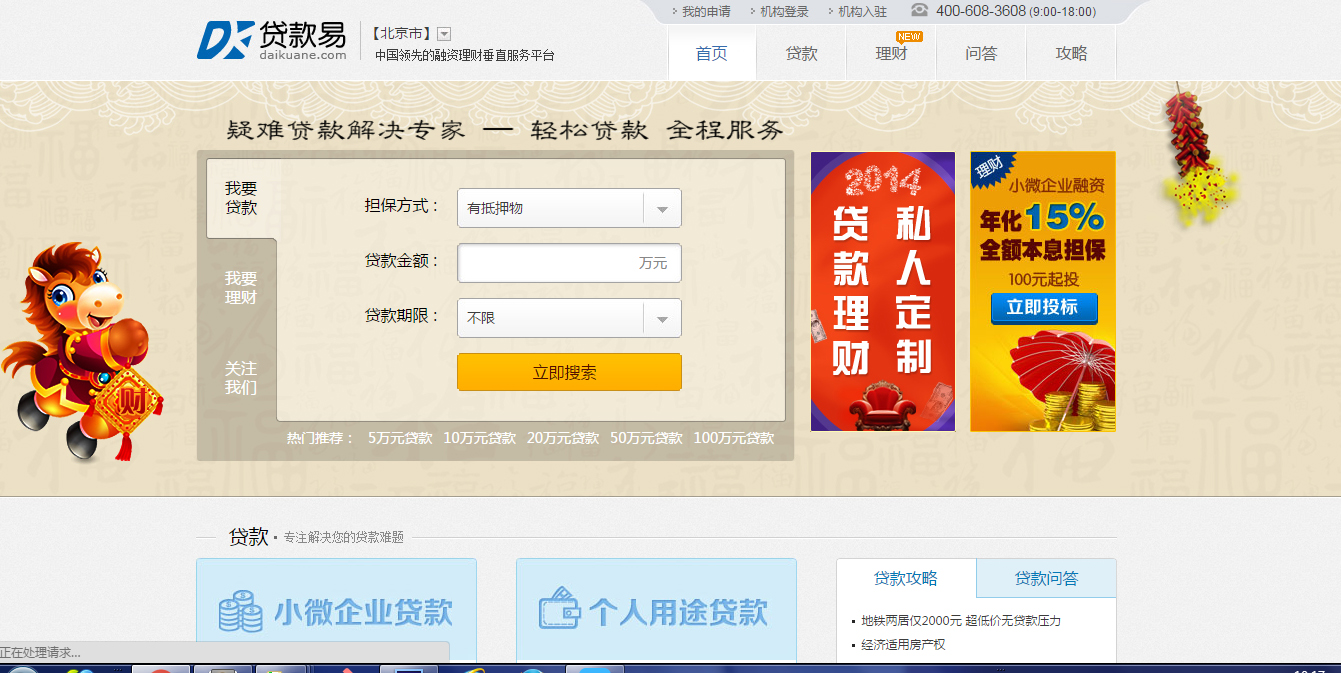 我的申请
机构登录
机构入驻
400-608-3608 (9:00-18:00)
DK
贷款易
daikuane.com
【北京市】
中国领先的融资理财垂直服务平台
首页
贷款
理财
NEW
问答
攻略
疑难贷款解决专家 — 轻松贷款 全程服务
我要
贷款
我要
理财
关注
我们
担保方式：
有抵押物
贷款金额：
万元
贷款期限：
不限
立即搜索
热门推荐：
5万元贷款
10万元贷款
20万元贷款
50万元贷款
100万元贷款
2014
贷款理财
私人定制
理财
小微企业融资
年化15%
全额本息担保
100元起投
立即投标
财
贷款·专注解决您的贷款难题
小微企业贷款
个人用途贷款
贷款攻略
贷款问答
地铁两居仅2000元 超低价无贷款压力
经济适用房产权
正在处理请求...